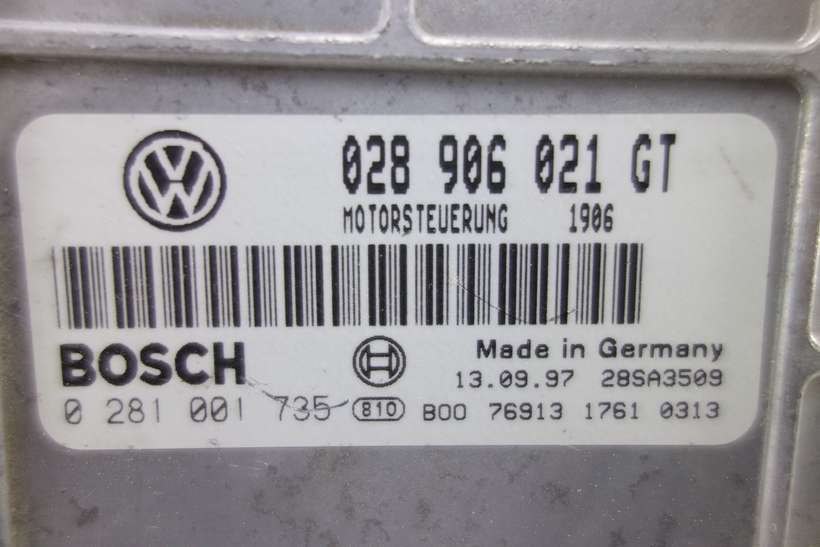 028 906 021 GT
MOTORSTEUERUNG 1906
BOSCH
Made in Germany
13.09.97 28SA3509
0 281 001 735 810 B00 76913 1761 0313